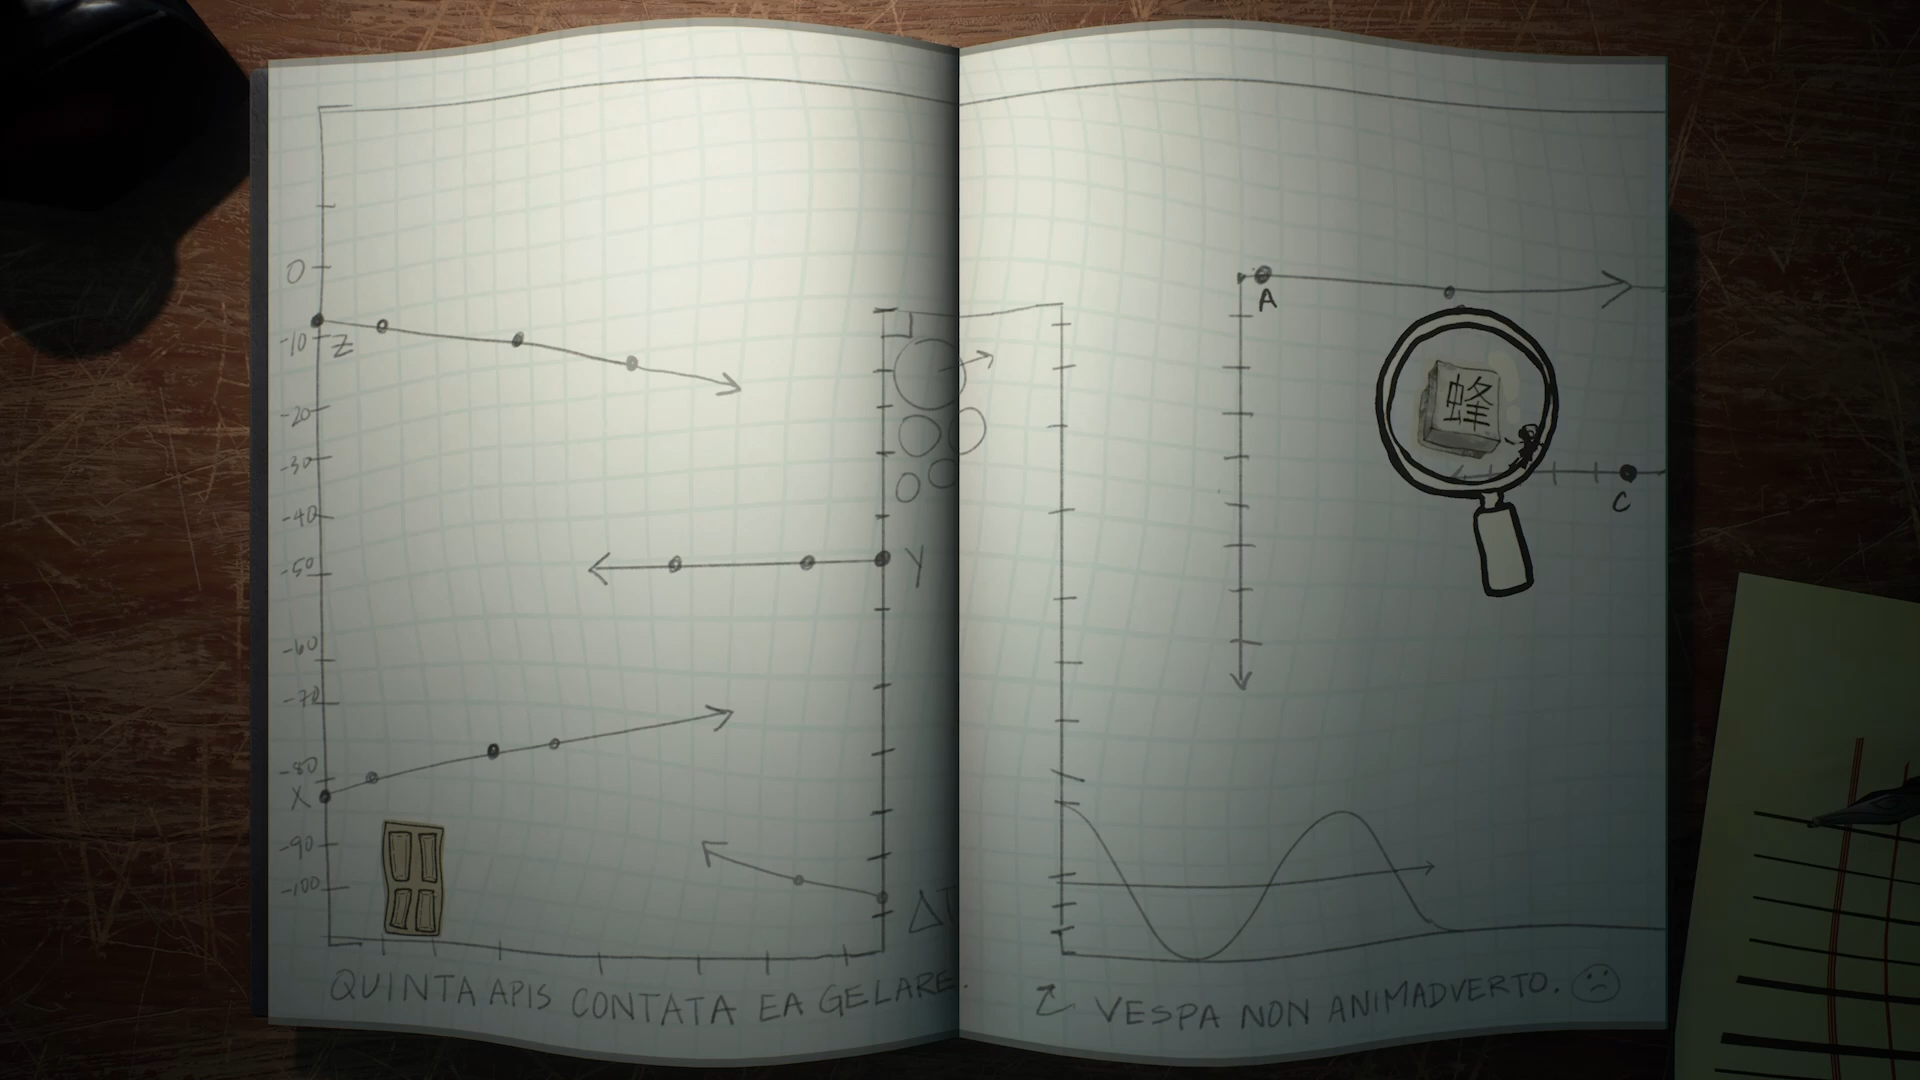 0
-10
Z
-20
-30
-40
-50
Y
-60
-70
-80
X
-90
-100
A
蜂
C
QUINTA APIS CONTATA EA GELARE.
Z VESPA NON ANIMADVERTO.